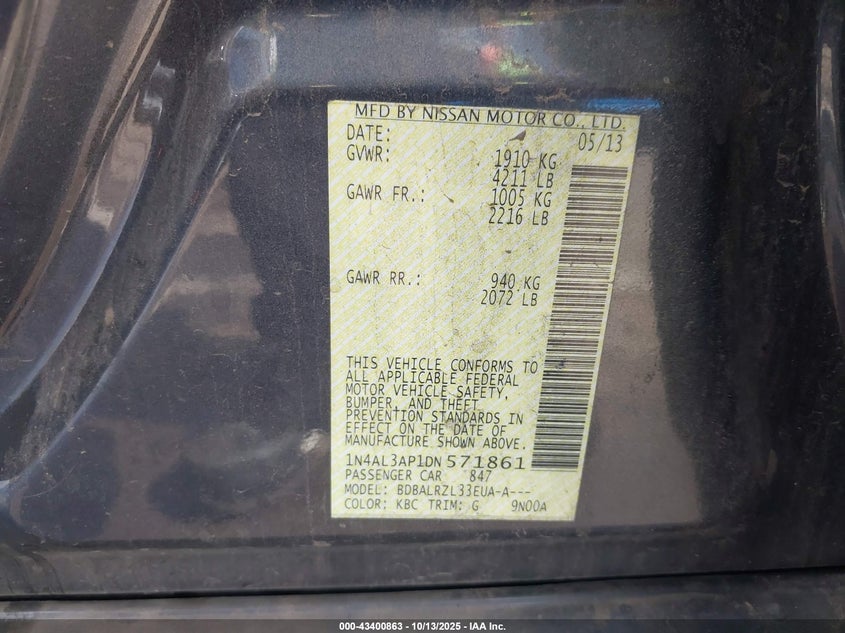 MFD BY NISSAN MOTOR CO., LTD.
DATE: 05/13
GVWR: 1910 KG
4211 LB
GAWR FR.: 1005 KG
2216 LB
GAWR RR.: 940 KG
2072 LB
THIS VEHICLE CONFORMS TO
ALL APPLICABLE FEDERAL
MOTOR VEHICLE SAFETY,
BUMPER, AND THEFT
PREVENTION STANDARDS IN
EFFECT ON THE DATE OF
MANUFACTURE SHOWN ABOVE.
1N4AL3AP1DN571861
PASSENGER CAR 847
MODEL: BDBALRZL33EUA-A---
COLOR: KBC TRIM: G 9N00A
000-43400863 - 10/13/2025 - IAA Inc.